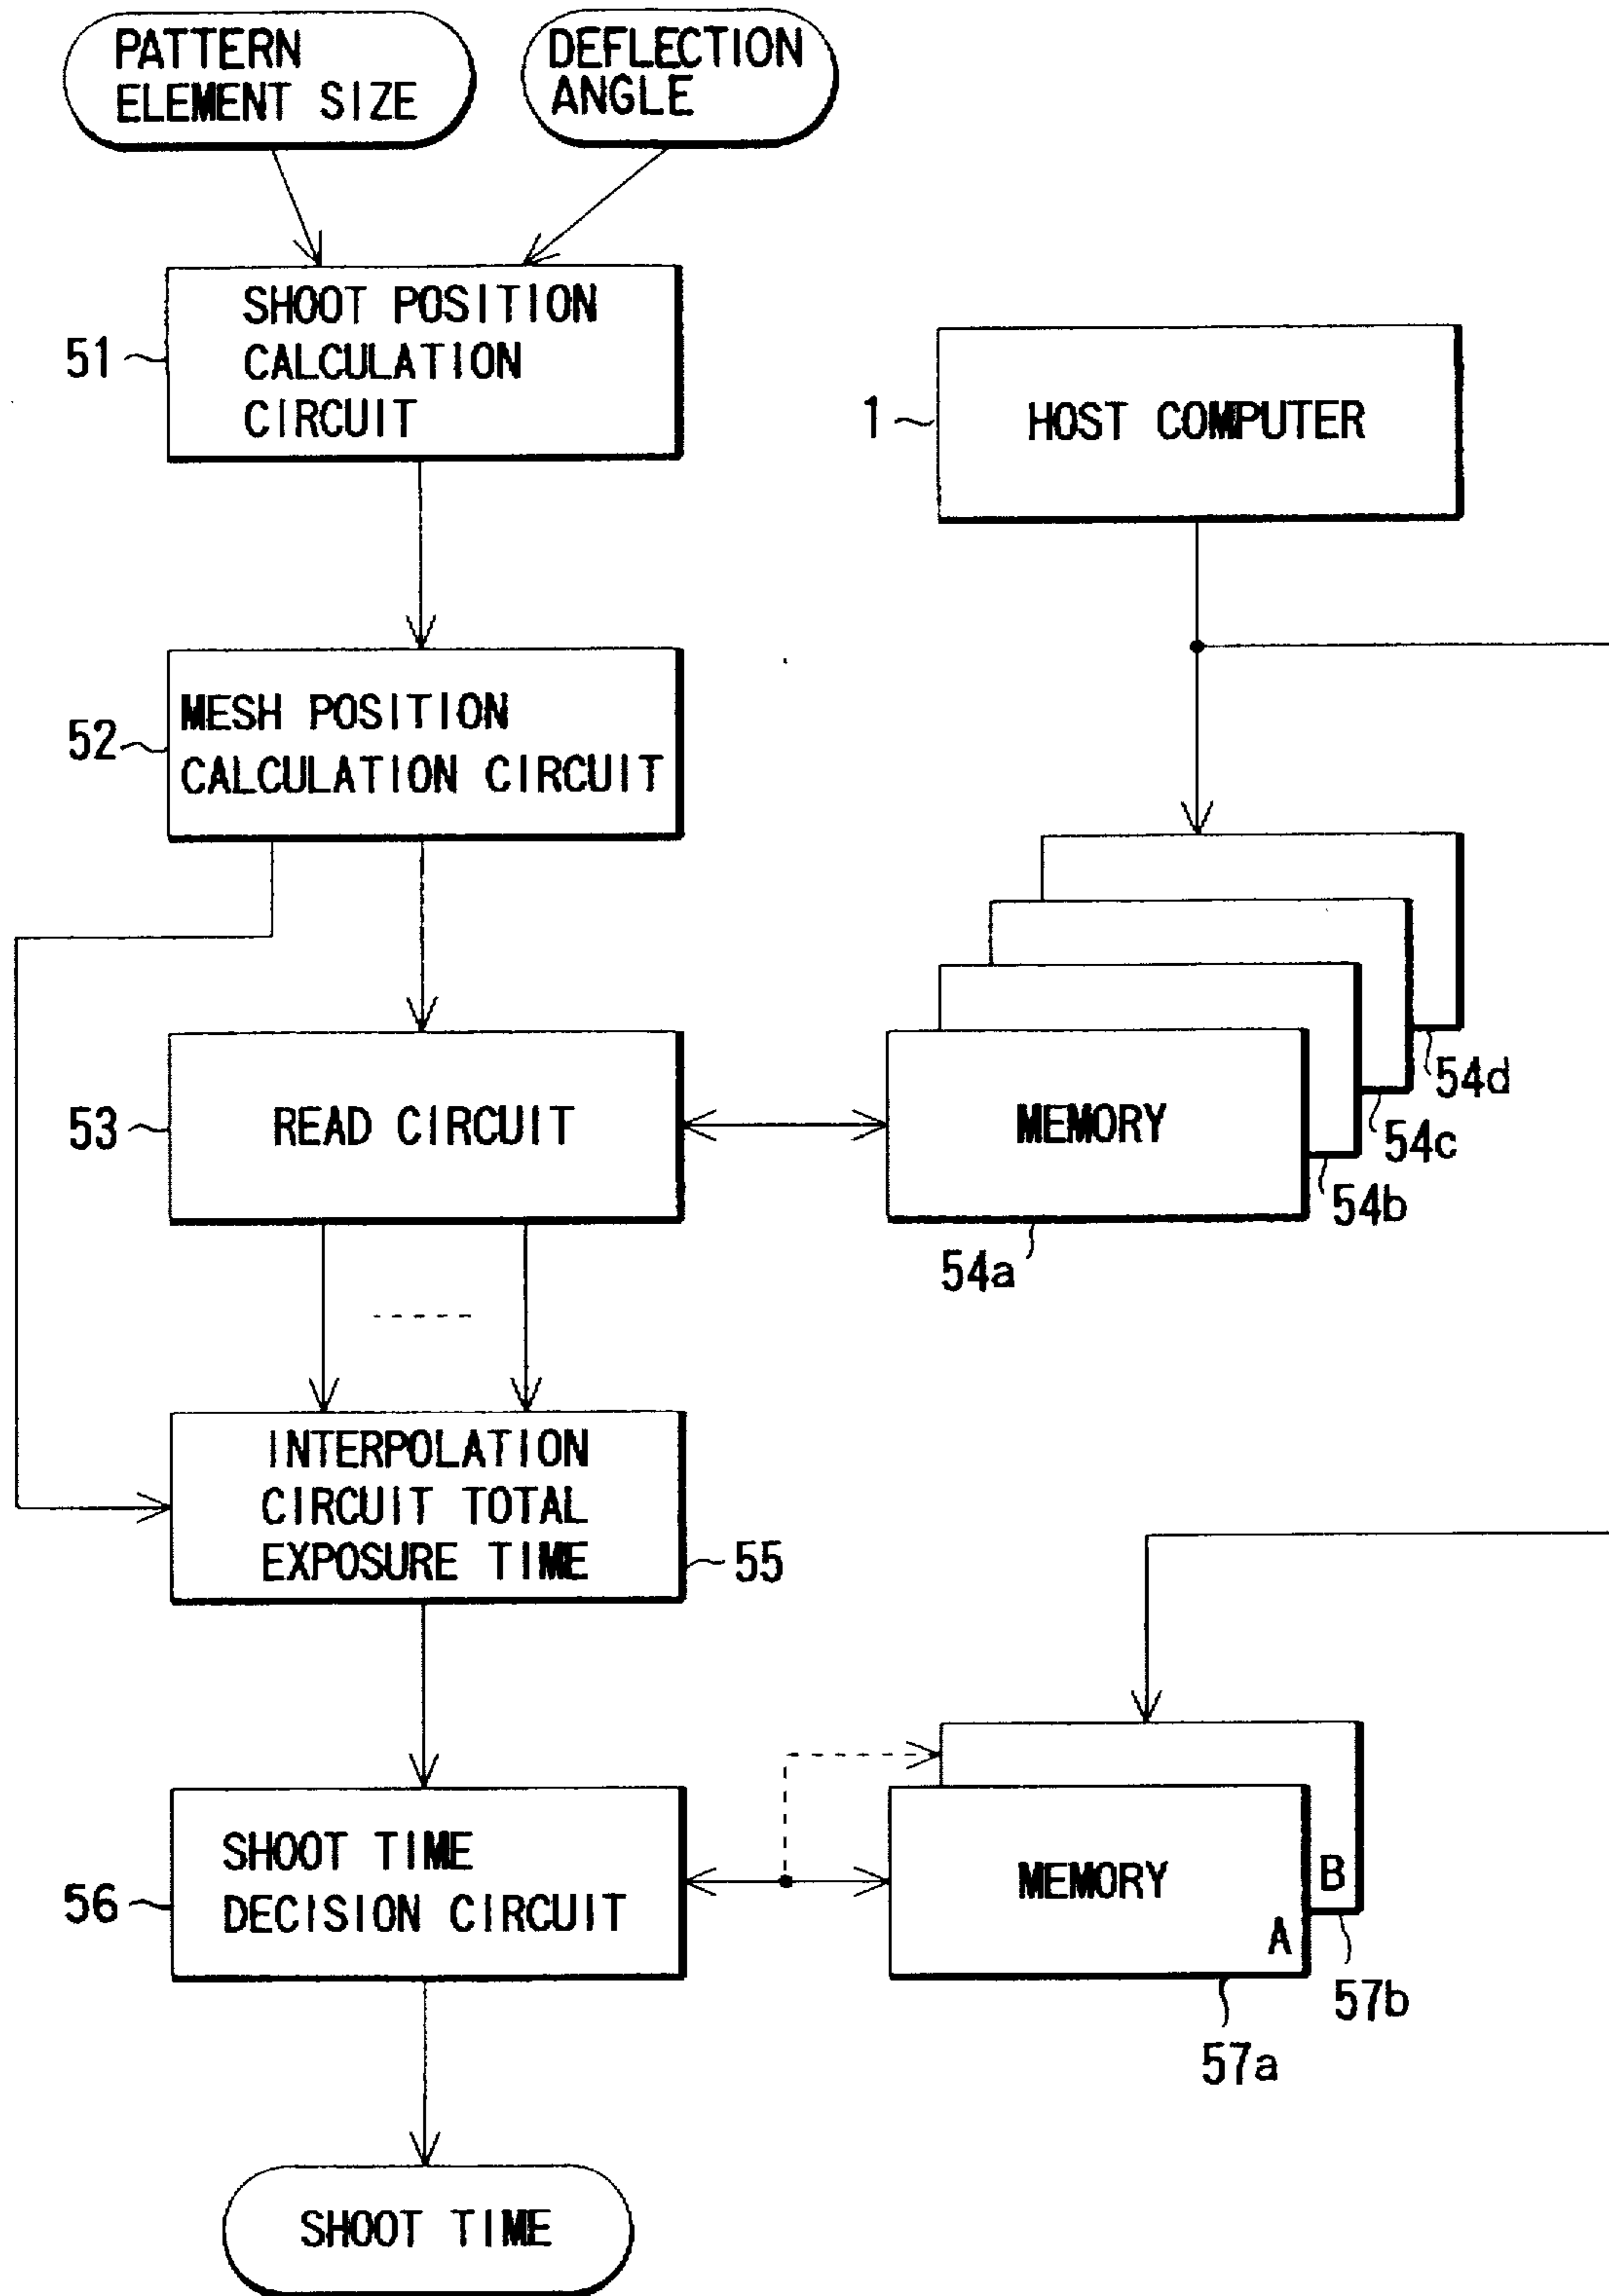 PATTERN
ELEMENT SIZE
DEFLECTION
ANGLE
SHOOT POSITION
CALCULATION
CIRCUIT
51
1
HOST COMPUTER
MESH POSITION
CALCULATION CIRCUIT
52
READ CIRCUIT
53
MEMORY
54d
54c
54b
54a
INTERPOLATION
CIRCUIT TOTAL
EXPOSURE TIME
55
SHOOT TIME
DECISION CIRCUIT
56
MEMORY
A
B
57b
57a
SHOOT TIME